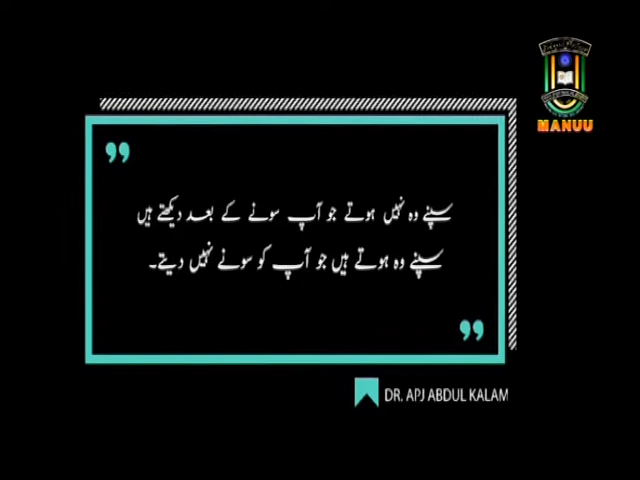 MANUU
سپنے وہ نہیں ہوتے جو آپ سونے کے بعد دیکھتے ہیں
سپنے وہ ہوتے ہیں جو آپ کو سونے نہیں دیتے۔
DR. APJ ABDUL KALAM